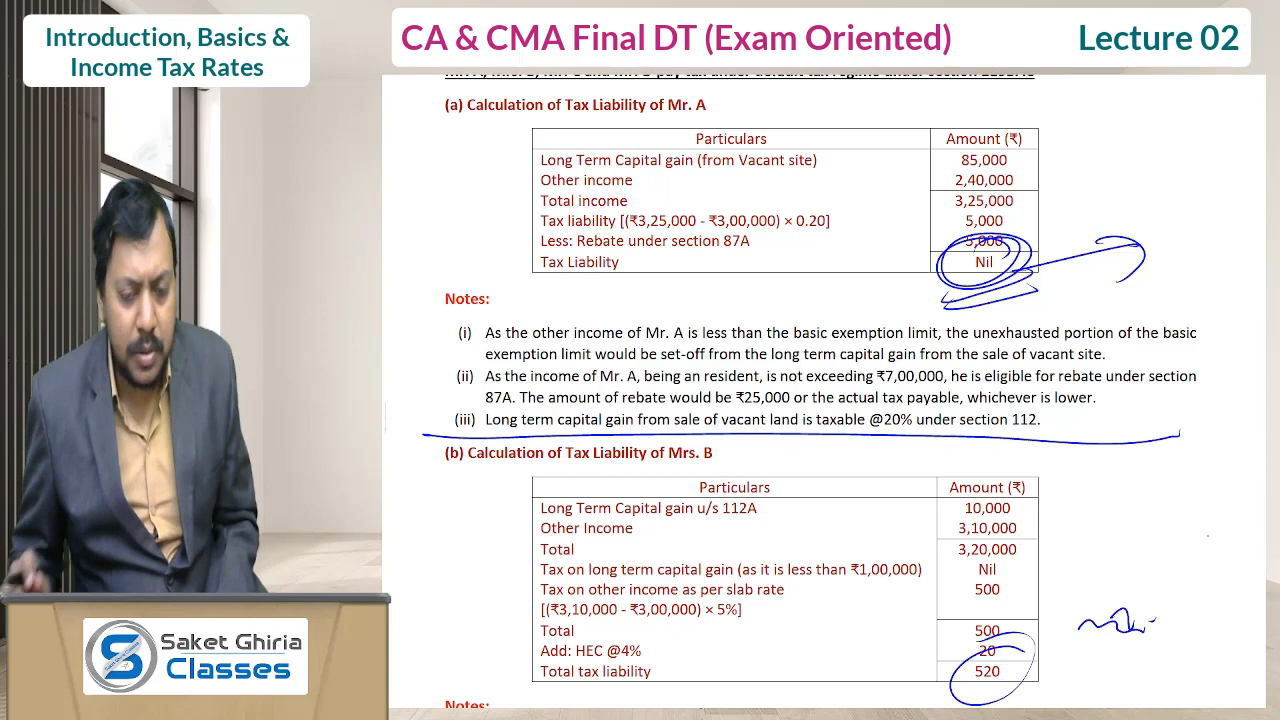 Introduction, Basics &
Income Tax Rates
CA & CMA Final DT (Exam Oriented)
Lecture 02
(a) Calculation of Tax Liability of Mr. A
Particulars Amount (₹)
Long Term Capital gain (from Vacant site) 85,000
Other income 2,40,000
Total income 3,25,000
Tax liability [(₹3,25,000 - ₹3,00,000) × 0.20] 5,000
Less: Rebate under section 87A 5,000
Tax Liability Nil
Notes:
(i) As the other income of Mr. A is less than the basic exemption limit, the unexhausted portion of the basic
exemption limit would be set-off from the long term capital gain from the sale of vacant site.
(ii) As the income of Mr. A, being an resident, is not exceeding ₹7,00,000, he is eligible for rebate under section
87A. The amount of rebate would be ₹25,000 or the actual tax payable, whichever is lower.
(iii) Long term capital gain from sale of vacant land is taxable @20% under section 112.
(b) Calculation of Tax Liability of Mrs. B
Particulars Amount (₹)
Long Term Capital gain u/s 112A 10,000
Other Income 3,10,000
Total 3,20,000
Tax on long term capital gain (as it is less than ₹1,00,000) Nil
Tax on other income as per slab rate 500
[(₹3,10,000 - ₹3,00,000) × 5%]
Total 500
Add: HEC @4% 20
Total tax liability 520
Notes:
Saket Ghiria
Classes